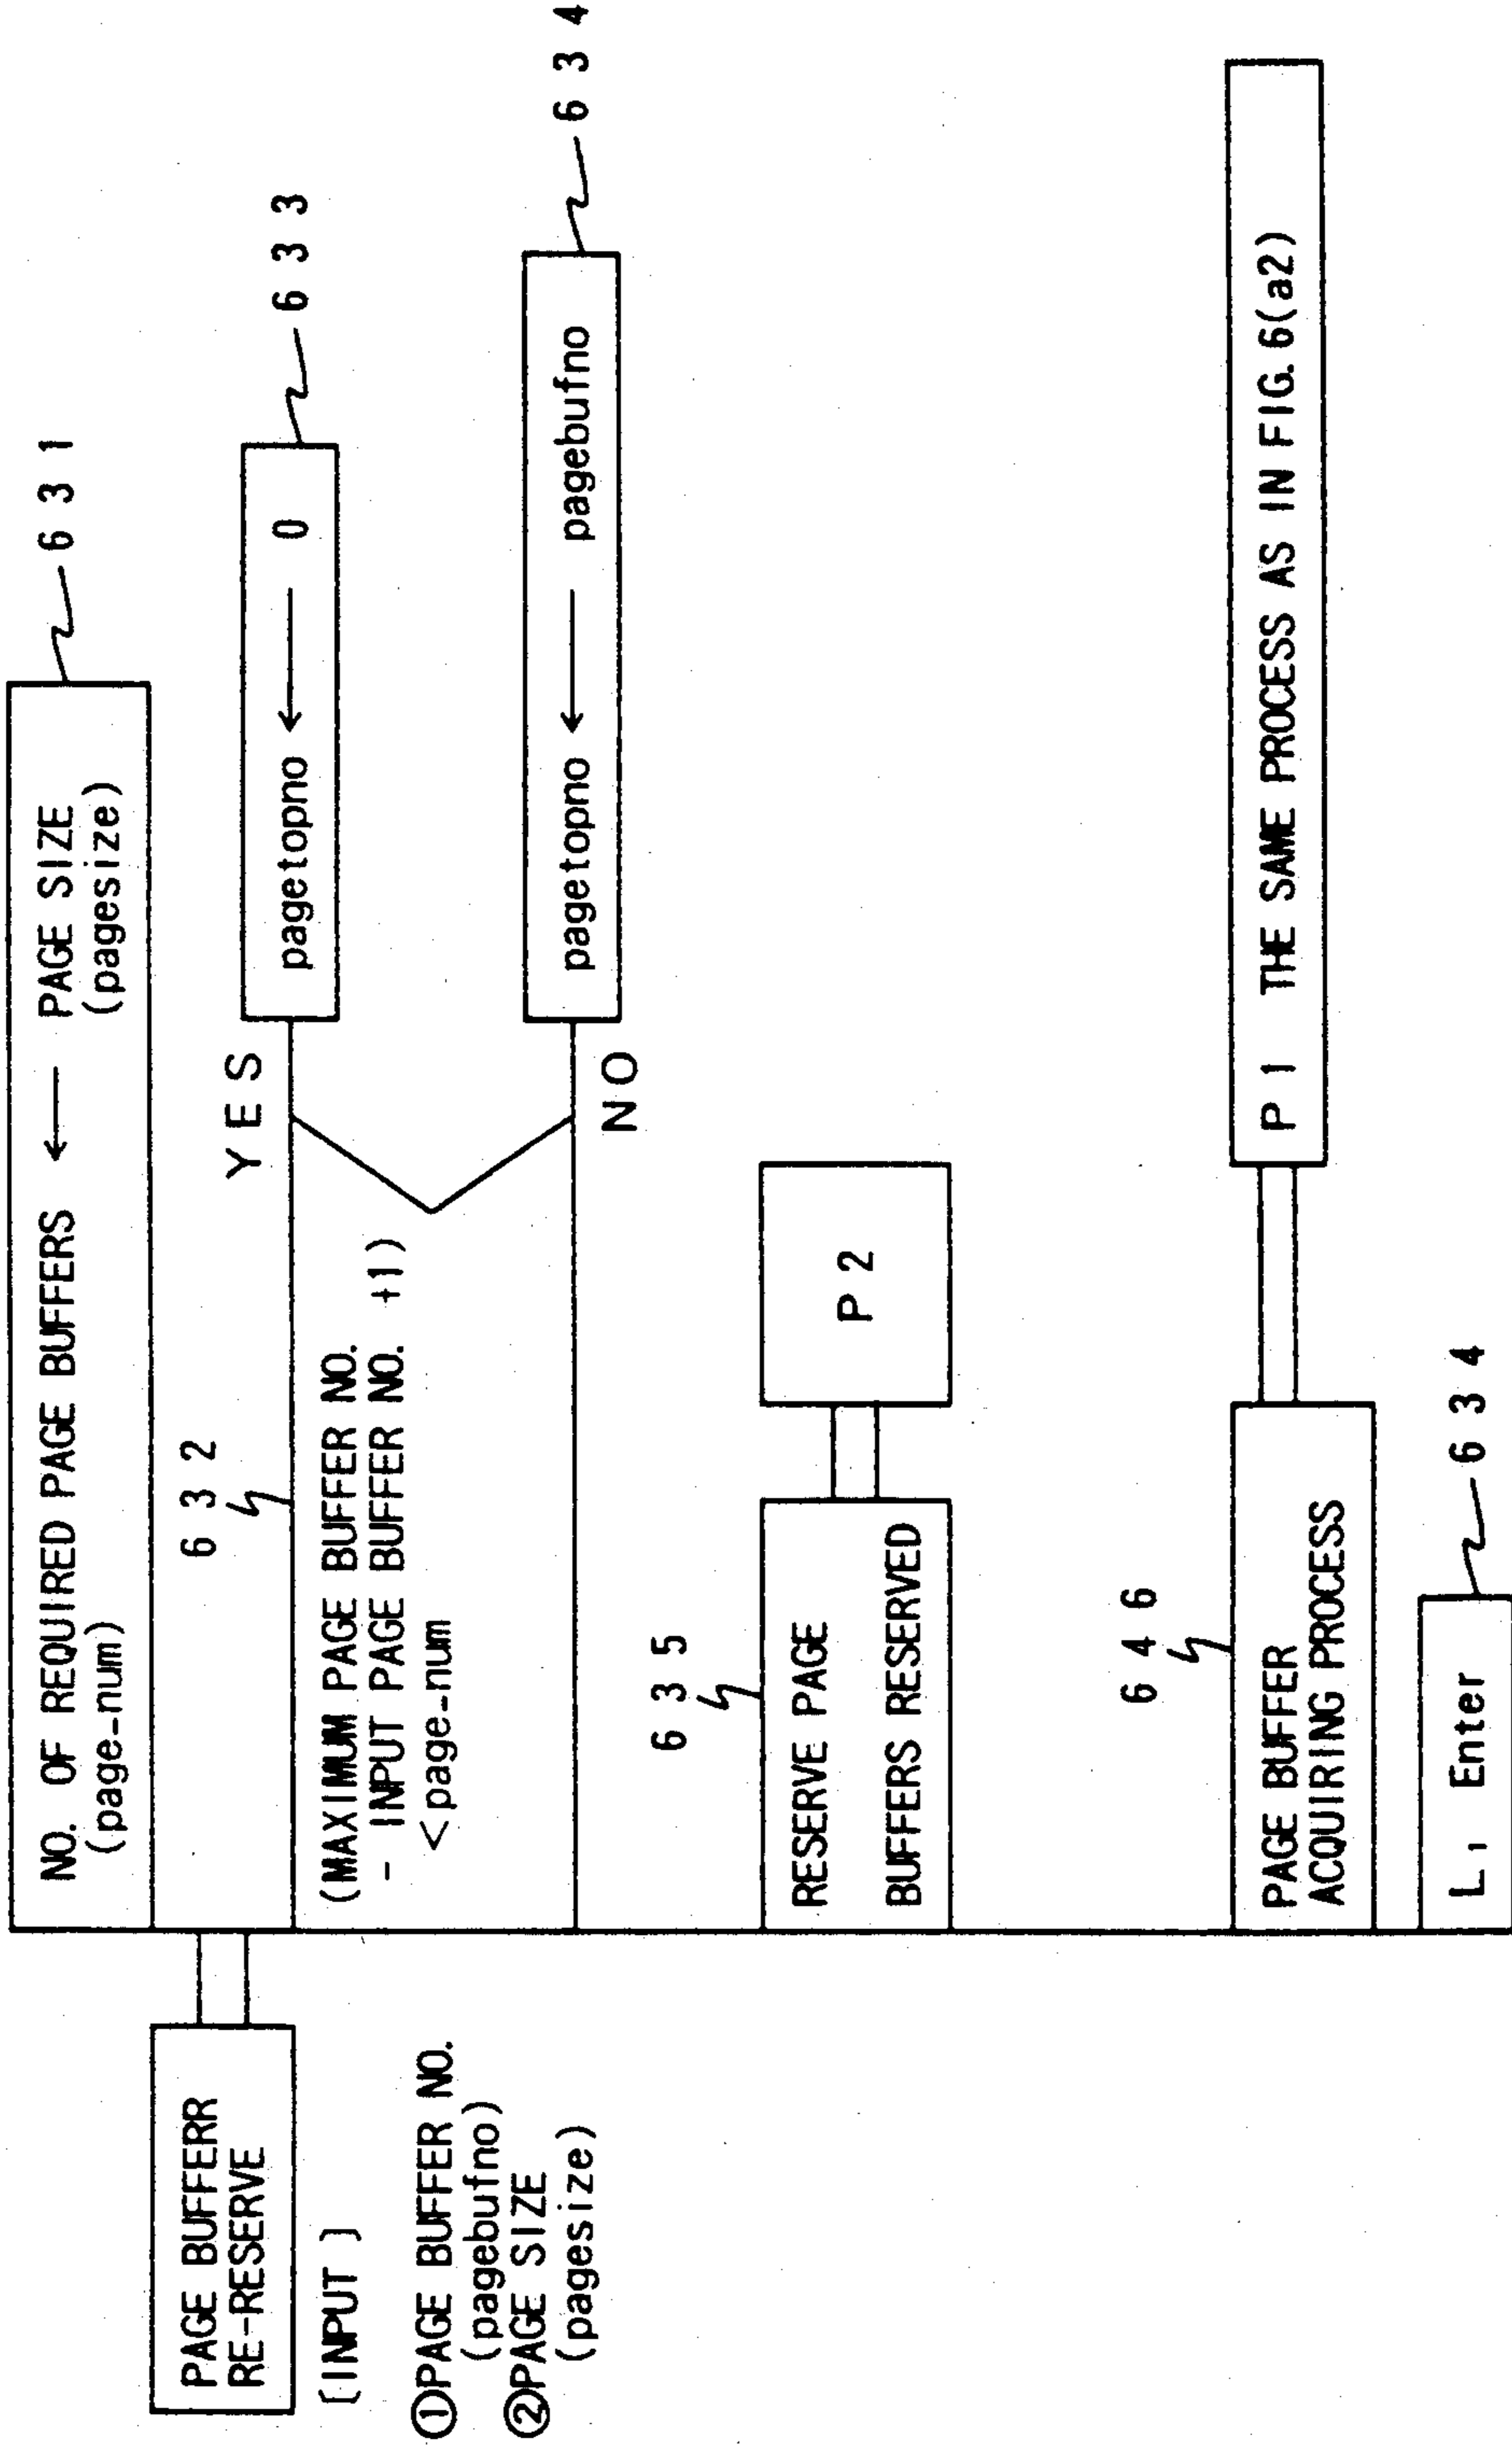 PAGE BUFFERR
RE-RESERVE
[INPUT]
①PAGE BUFFER NO.
(pagebufno)
②PAGE SIZE
(pagesize)
NO. OF REQUIRED PAGE BUFFERS ← PAGE SIZE
(page-num) (pagesize)
631
632
(MAXIMUM PAGE BUFFER NO.
- INPUT PAGE BUFFER NO. +1)
<page-num
YES
pagetopno ← 0
633
NO
pagetopno ← pagebufno
634
635
RESERVE PAGE
BUFFERS RESERVED
P2
646
PAGE BUFFER
ACQUIRING PROCESS
P1 THE SAME PROCESS AS IN FIG. 6(a2)
L1 Enter
634